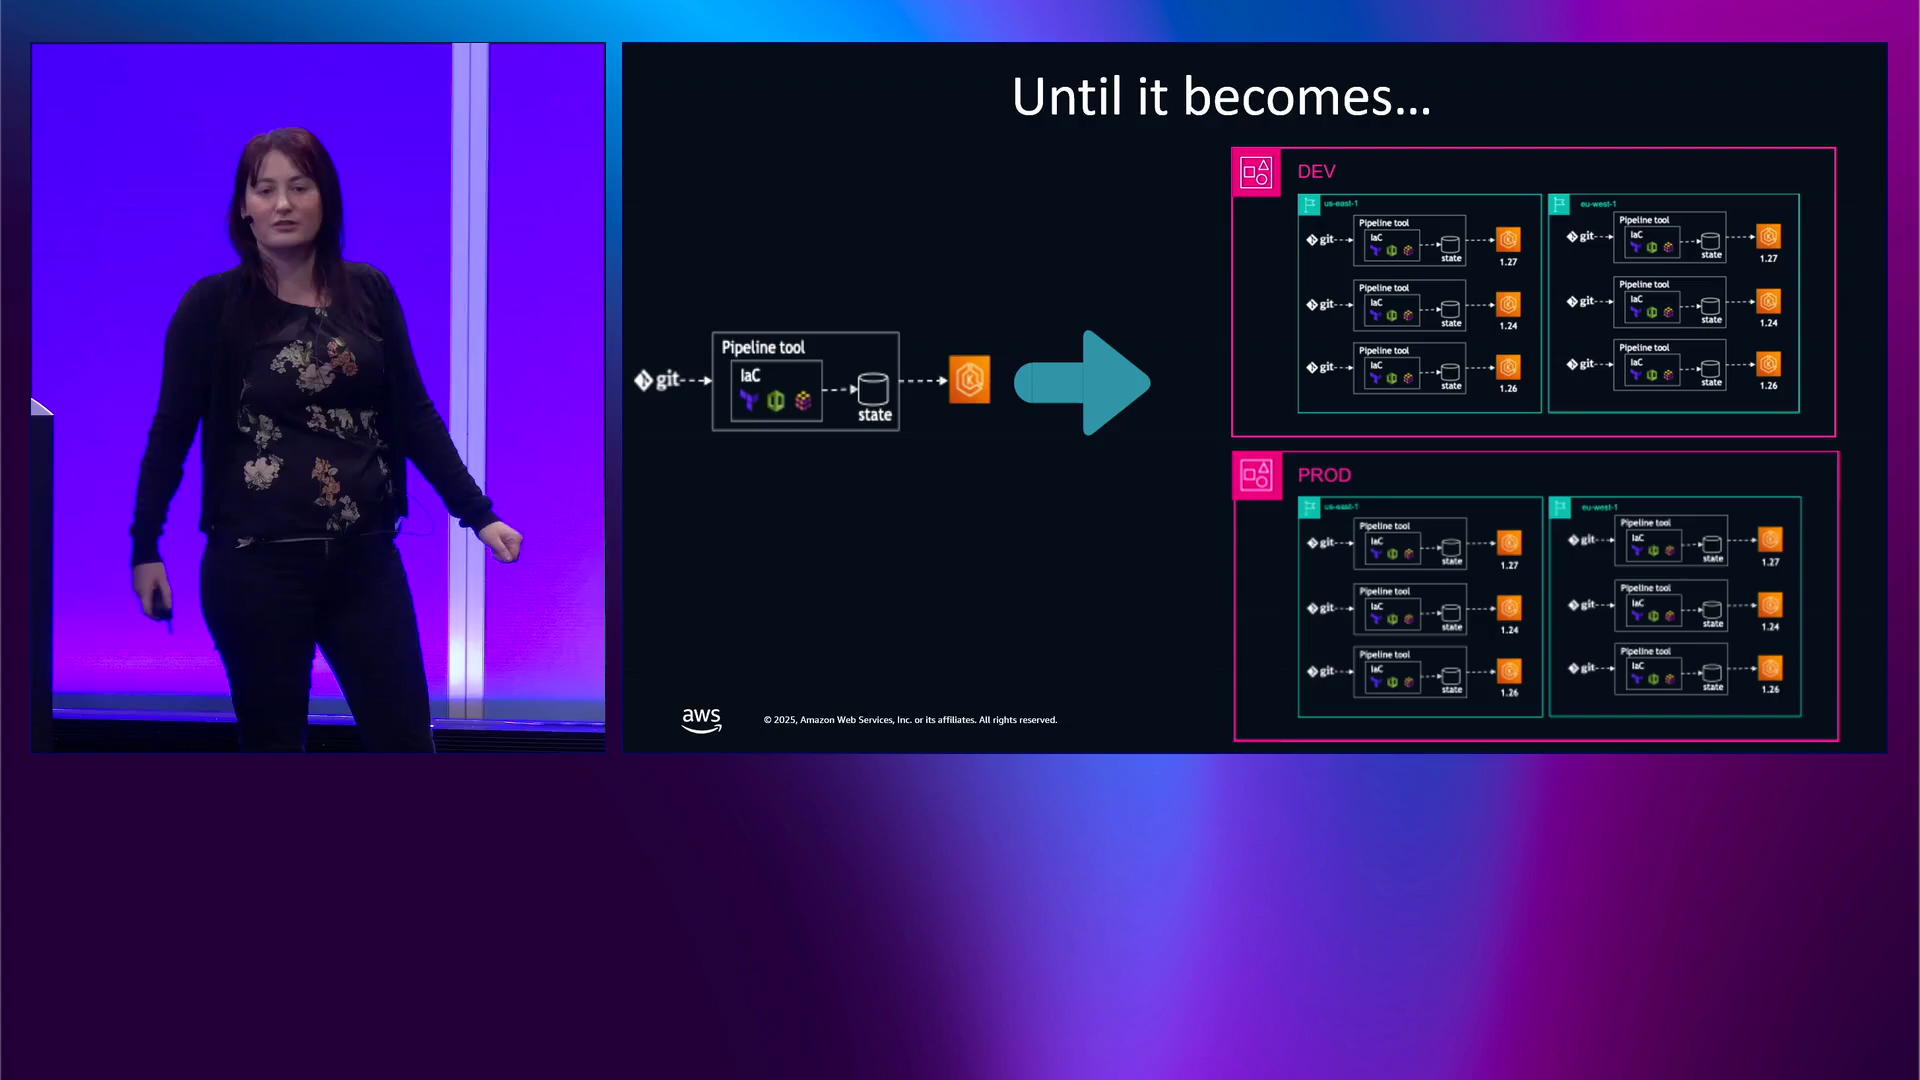 Until it becomes...
git
Pipeline tool
IaC
state
DEV
us-east-1
Pipeline tool
git
IaC
state
1.27
Pipeline tool
git
IaC
state
1.24
Pipeline tool
git
IaC
state
1.26
eu-west-1
Pipeline tool
git
IaC
state
1.27
Pipeline tool
git
IaC
state
1.24
Pipeline tool
git
IaC
state
1.26
PROD
us-east-1
Pipeline tool
git
IaC
state
1.27
Pipeline tool
git
IaC
state
1.24
Pipeline tool
git
IaC
state
1.26
eu-west-1
Pipeline tool
git
IaC
state
1.27
Pipeline tool
git
IaC
state
1.24
Pipeline tool
git
IaC
state
1.26
aws
© 2025, Amazon Web Services, Inc. or its affiliates. All rights reserved.